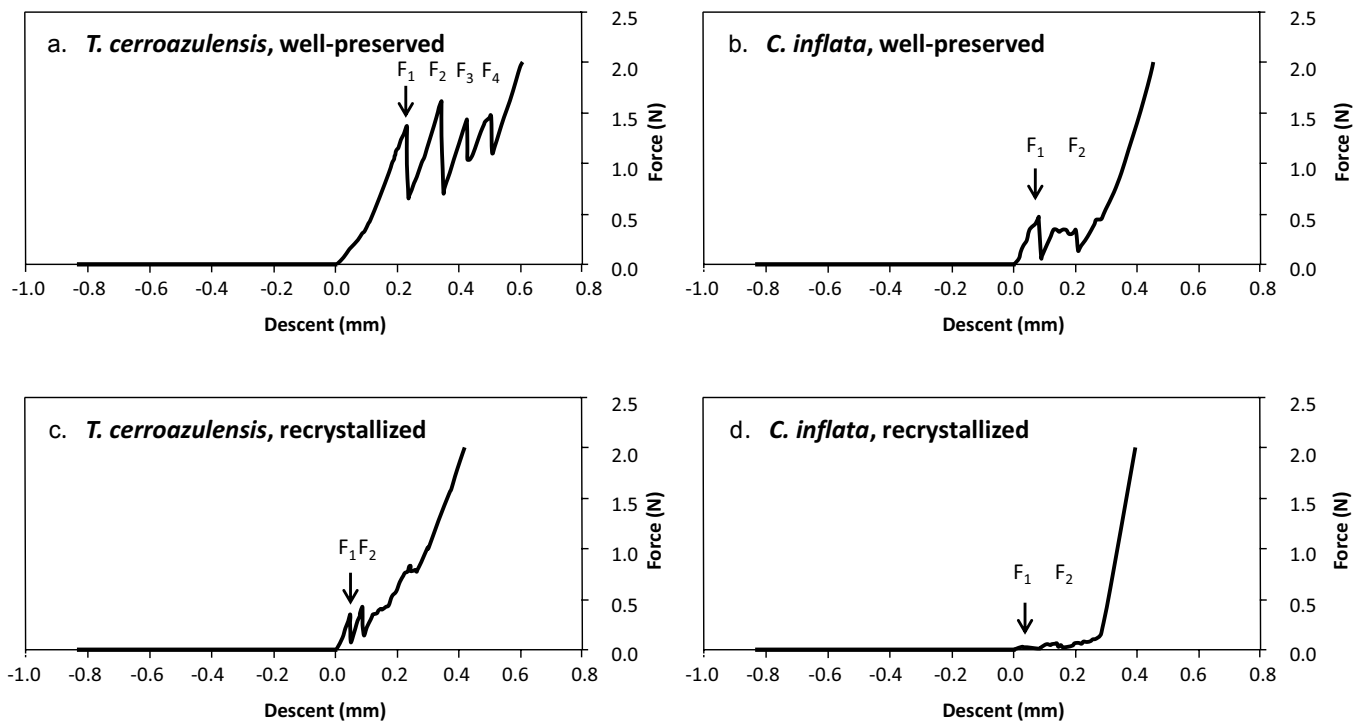 a. T. cerroazulensis, well-preserved
F1 F2 F3 F4
2.5
2.0
1.5
1.0
0.5
0.0
Force (N)
-1.0 -0.8 -0.6 -0.4 -0.2 0.0 0.2 0.4 0.6 0.8
Descent (mm)
b. C. inflata, well-preserved
F1 F2
2.5
2.0
1.5
1.0
0.5
0.0
Force (N)
-1.0 -0.8 -0.6 -0.4 -0.2 0.0 0.2 0.4 0.6 0.8
Descent (mm)
c. T. cerroazulensis, recrystallized
F1 F2
2.5
2.0
1.5
1.0
0.5
0.0
Force (N)
-1.0 -0.8 -0.6 -0.4 -0.2 0.0 0.2 0.4 0.6 0.8
Descent (mm)
d. C. inflata, recrystallized
F1 F2
2.5
2.0
1.5
1.0
0.5
0.0
Force (N)
-1.0 -0.8 -0.6 -0.4 -0.2 0.0 0.2 0.4 0.6 0.8
Descent (mm)